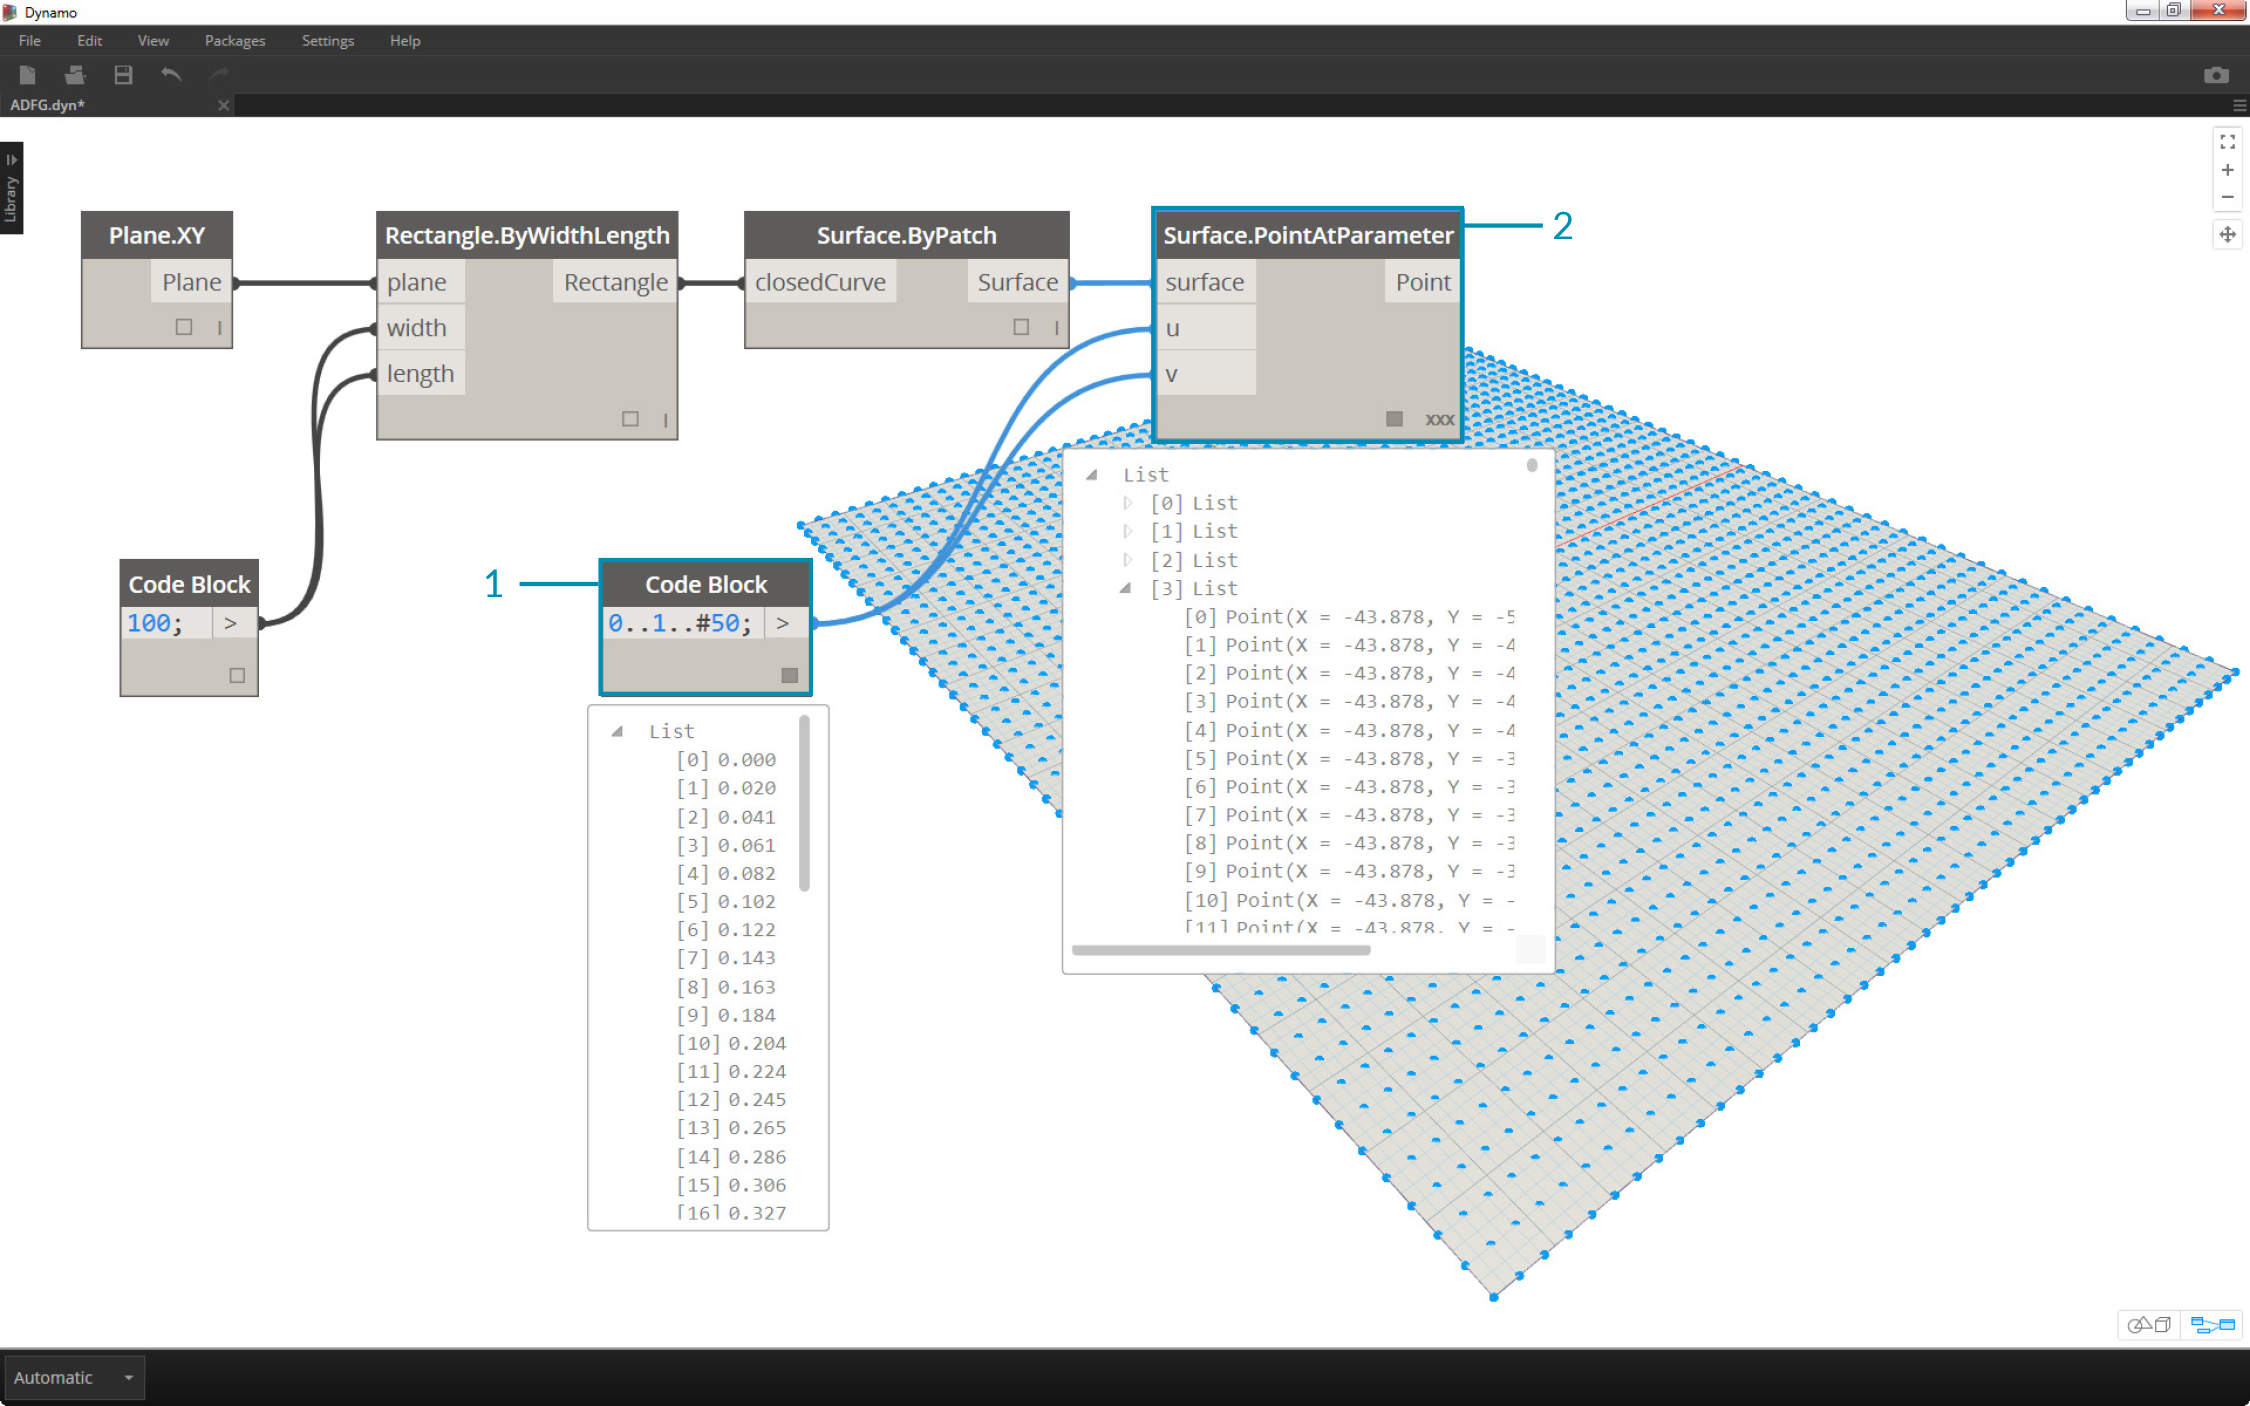 Dynamo
File Edit View Packages Settings Help
ADFG.dyn*
Library
Plane.XY
Plane
Rectangle.ByWidthLength
plane Rectangle
width
length
Surface.ByPatch
closedCurve Surface
Surface.PointAtParameter
surface Point
u
v
xxx
2
Code Block
100; >
1
Code Block
0..1..#50; >
List
[0] 0.000
[1] 0.020
[2] 0.041
[3] 0.061
[4] 0.082
[5] 0.102
[6] 0.122
[7] 0.143
[8] 0.163
[9] 0.184
[10] 0.204
[11] 0.224
[12] 0.245
[13] 0.265
[14] 0.286
[15] 0.306
[16] 0.327
List
[0] List
[1] List
[2] List
[3] List
[0] Point(X = -43.878, Y = -5
[1] Point(X = -43.878, Y = -4
[2] Point(X = -43.878, Y = -4
[3] Point(X = -43.878, Y = -4
[4] Point(X = -43.878, Y = -4
[5] Point(X = -43.878, Y = -3
[6] Point(X = -43.878, Y = -3
[7] Point(X = -43.878, Y = -3
[8] Point(X = -43.878, Y = -3
[9] Point(X = -43.878, Y = -3
[10] Point(X = -43.878, Y = -
[11] Point(X = -43.878, Y = -
Automatic